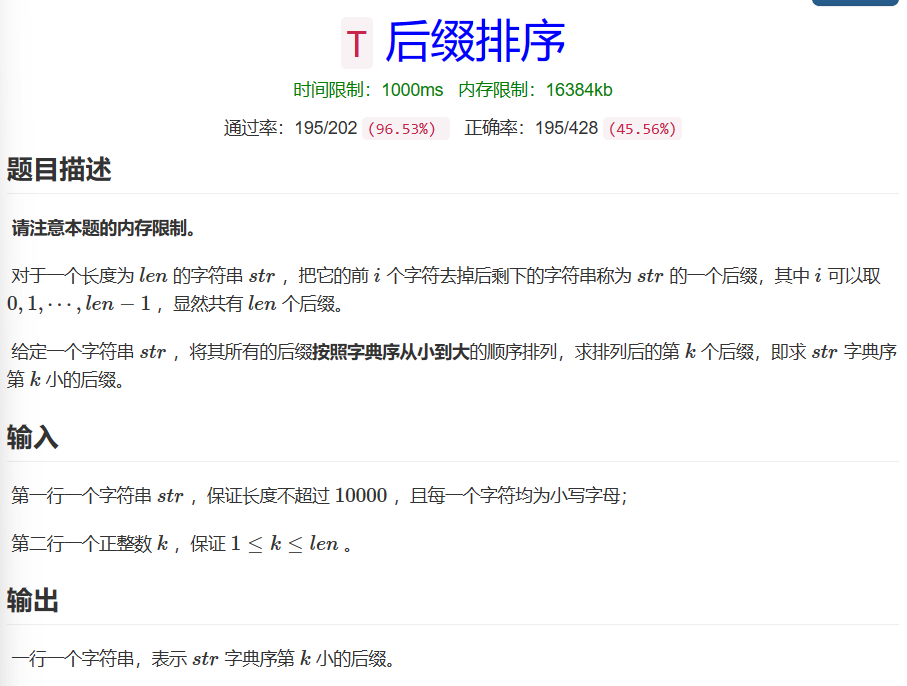 T 后缀排序
时间限制：1000ms 内存限制：16384kb
通过率：195/202 (96.53%) 正确率：195/428 (45.56%)
题目描述
请注意本题的内存限制。
对于一个长度为 len 的字符串 str ，把它的前 i 个字符去掉后剩下的字符串称为 str 的一个后缀，其中 i 可以取
0, 1, ⋯, len − 1 ，显然共有 len 个后缀。
给定一个字符串 str ，将其所有的后缀按照字典序从小到大的顺序排列，求排列后的第 k 个后缀，即求 str 字典序
第 k 小的后缀。
输入
第一行一个字符串 str ，保证长度不超过 10000 ，且每一个字符均为小写字母；
第二行一个正整数 k ，保证 1 ≤ k ≤ len 。
输出
一行一个字符串，表示 str 字典序第 k 小的后缀。